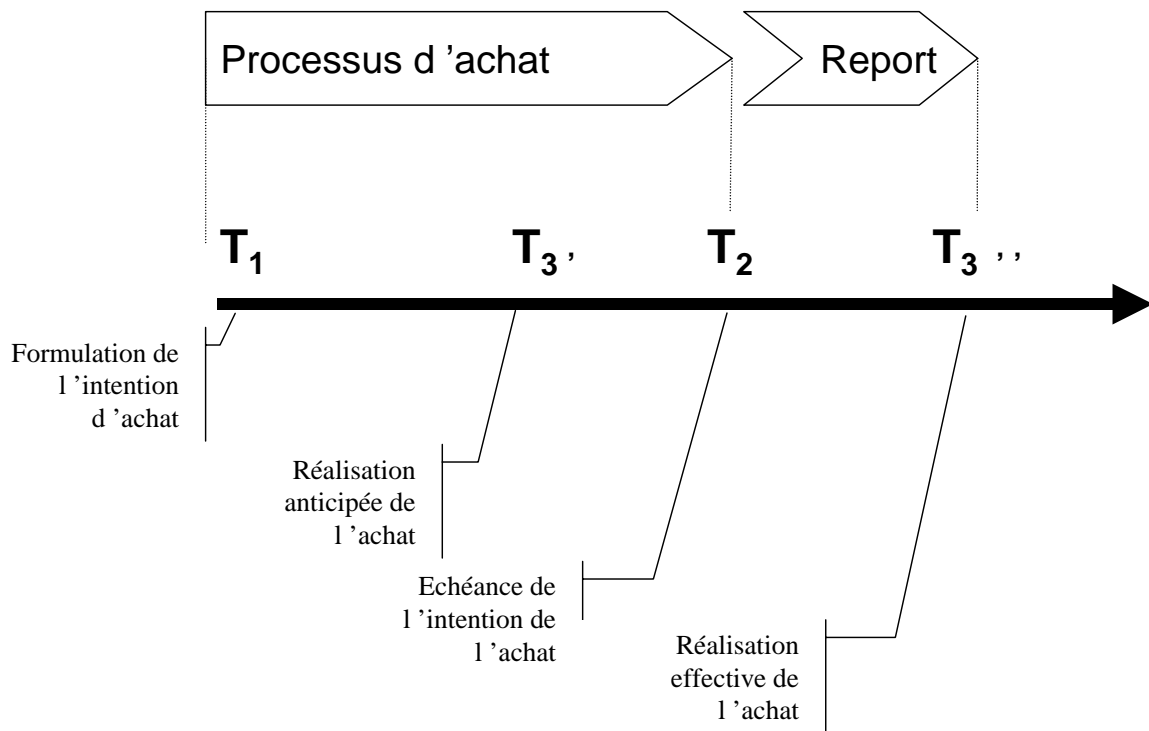 Processus d ’achat
Report
T1
T3 ,
T2
T3 , ,
Formulation de
l ’intention
d ’achat
Réalisation
anticipée de
l ’achat
Echéance de
l ’intention de
l ’achat
Réalisation
effective de
l ’achat